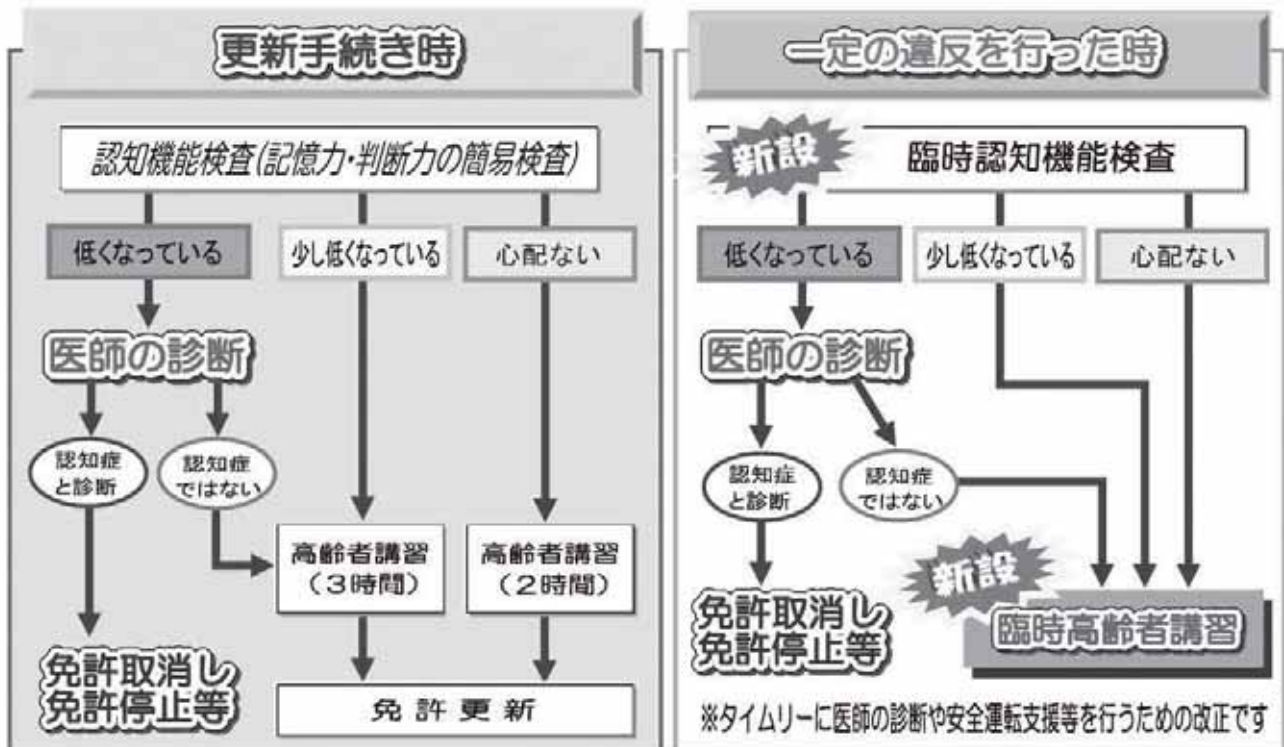 更新手続き時
認知機能検査(記憶力・判断力の簡易検査)
低くなっている
少し低くなっている
心配ない
医師の診断
認知症
と診断
認知症
ではない
高齢者講習
(3時間)
高齢者講習
(2時間)
免許取消し
免許停止等
免許更新
一定の違反を行った時
新設
臨時認知機能検査
低くなっている
少し低くなっている
心配ない
医師の診断
認知症
と診断
認知症
ではない
免許取消し
免許停止等
新設
臨時高齢者講習
※タイムリーに医師の診断や安全運転支援等を行うための改正です